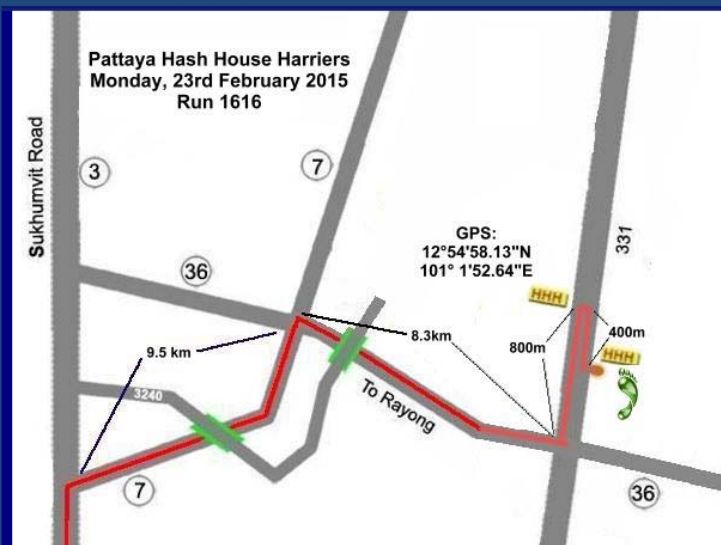 Pattaya Hash House Harriers
Monday, 23rd February 2015
Run 1616
Sukhumvit Road
3
7
36
GPS:
12°54'58.13"N
101° 1'52.64"E
331
HHH
400m
8.3km
800m
HHH
9.5 km
To Rayong
3240
7
36